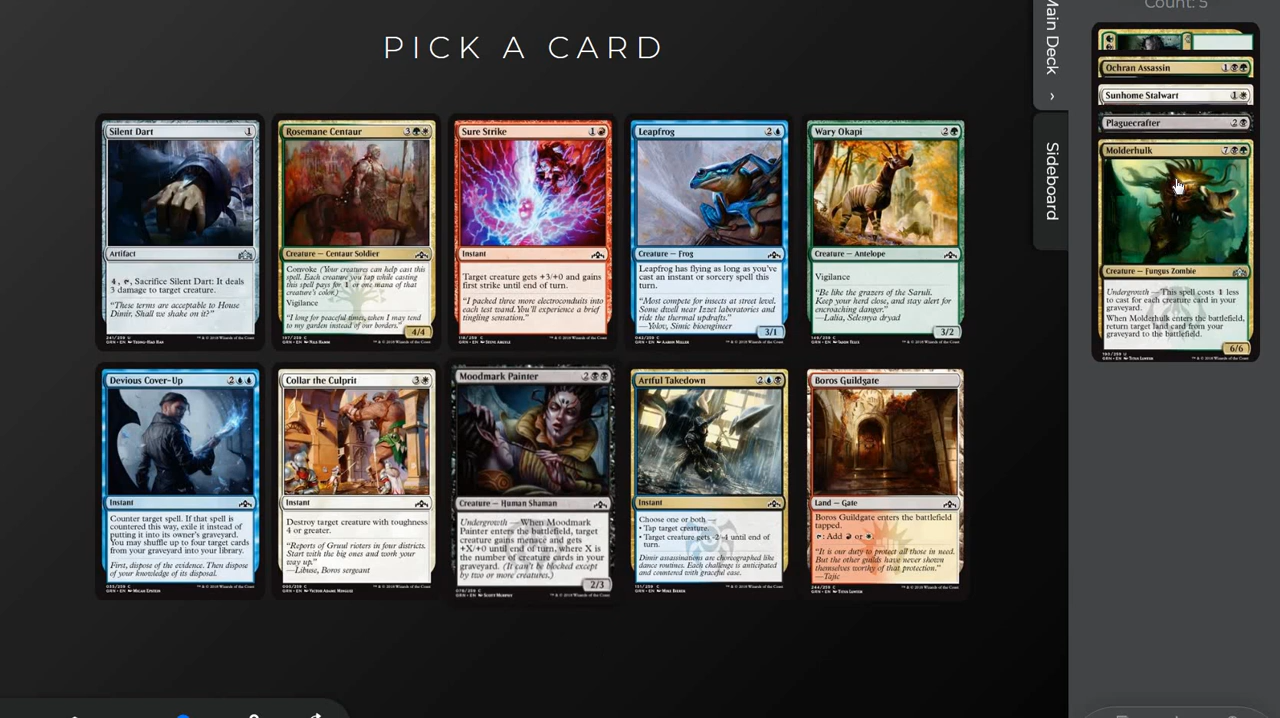 Count: 5
PICK A CARD
Main Deck
Sideboard
Ochran Assassin 1
Sunhome Stalwart 1
Plaguecrafter 2
Molderhulk 7
Creature — Fungus Zombie
Undergrowth — This spell costs 1 less
to cast for each creature card in your
graveyard.
When Molderhulk enters the battlefield,
return target land card from your
graveyard to the battlefield.
6/6
Silent Dart 1
Artifact
4, , Sacrifice Silent Dart: It deals
3 damage to target creature.
"These terms are acceptable to House
Dimir. Shall we shake on it?"
Rosemane Centaur 3
Creature — Centaur Soldier
Convoke (Your creatures can help cast this
spell. Each creature you tap while casting
this spell pays for 1 or one mana of that
creature's color.)
Vigilance
"I long for peaceful times, when I may tend
to my garden instead of our borders."
4/4
Sure Strike 1
Instant
Target creature gets +3/+0 and gains
first strike until end of turn.
"I packed three more electroconduits into
each test wand. You'll experience a brief
tingling sensation."
Leapfrog 2
Creature — Frog
Leapfrog has flying as long as you've
cast an instant or sorcery spell this
turn.
"Most compete for insects at street level.
Some dwell near Izzet laboratories and
ride the thermal updrafts."
—Yolov, Simic bioengineer
3/1
Wary Okapi 2
Creature — Antelope
Vigilance
"Be like the grazers of the Saruli.
Keep your herd close, and stay alert for
encroaching danger."
—Lalia, Selesnya dryad
3/2
Devious Cover-Up 2
Instant
Counter target spell. If that spell is
countered this way, exile it instead of
putting it into its owner's graveyard.
You may shuffle up to four target cards
from your graveyard into your library.
First, dispose of the evidence. Then dispose
of your knowledge of its disposal.
Collar the Culprit 3
Instant
Destroy target creature with toughness
4 or greater.
"Reports of Gruul rioters in four districts.
Start with the big ones and work your
way up."
—Libuse, Boros sergeant
Moodmark Painter 2
Creature — Human Shaman
Undergrowth — When Moodmark
Painter enters the battlefield, target
creature gains menace and gets
+X/+0 until end of turn, where X is
the number of creature cards in your
graveyard. (It can't be blocked except
by two or more creatures.)
2/3
Artful Takedown 2
Instant
Choose one or both —
• Tap target creature.
• Target creature gets -2/-4 until end of
turn.
Dimir assassinations are choreographed like
dance routines. Each challenge is anticipated
and countered with graceful ease.
Boros Guildgate
Land — Gate
Boros Guildgate enters the battlefield
tapped.
: Add or .
"It is our duty to protect all those in need.
But the other guilds have never shown
themselves worthy of that protection."
—Tajic